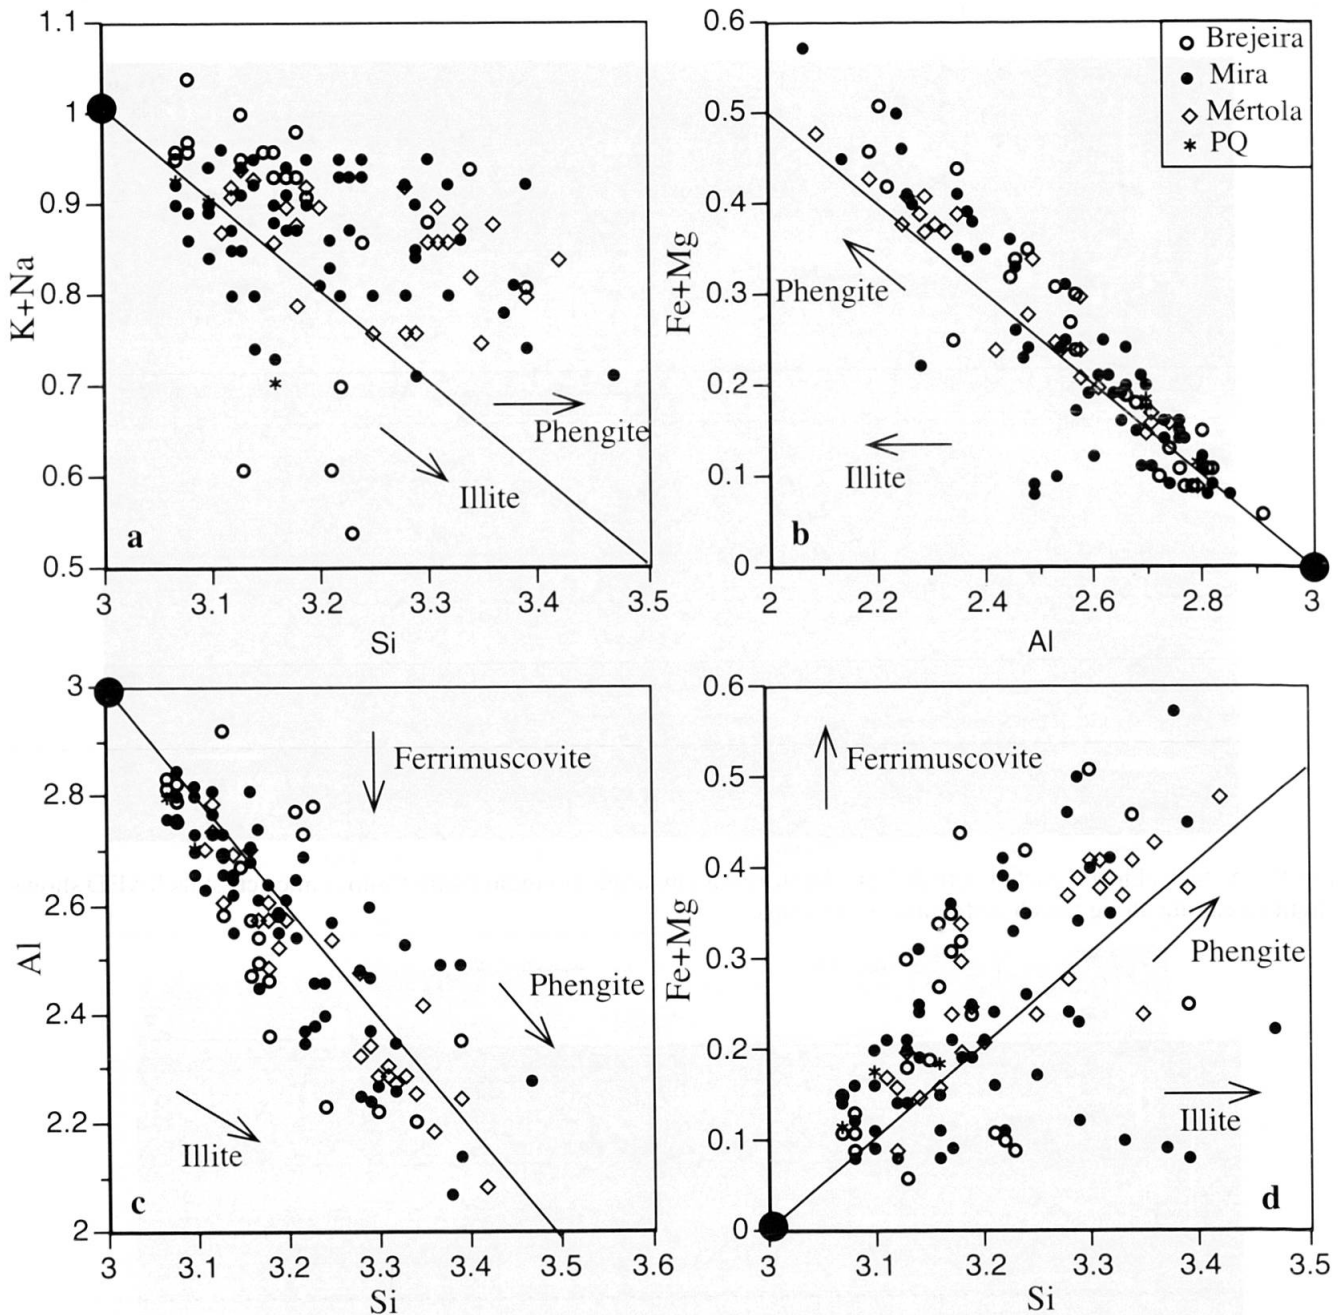 1.1
1
0.9
0.8
0.7
0.6
0.5
K+Na
3
3.1
3.2
3.3
3.4
3.5
Si
Phengite
Illite
a
0.6
0.5
0.4
0.3
0.2
0.1
0
Fe+Mg
2
2.2
2.4
2.6
2.8
3
Al
Brejeira
Mira
Mértola
PQ
Phengite
Illite
b
3
2.8
2.6
2.4
2.2
2
Al
3
3.1
3.2
3.3
3.4
3.5
3.6
Si
Ferrimuscovite
Phengite
Illite
c
0.6
0.5
0.4
0.3
0.2
0.1
0
Fe+Mg
3
3.1
3.2
3.3
3.4
3.5
Si
Ferrimuscovite
Phengite
Illite
d